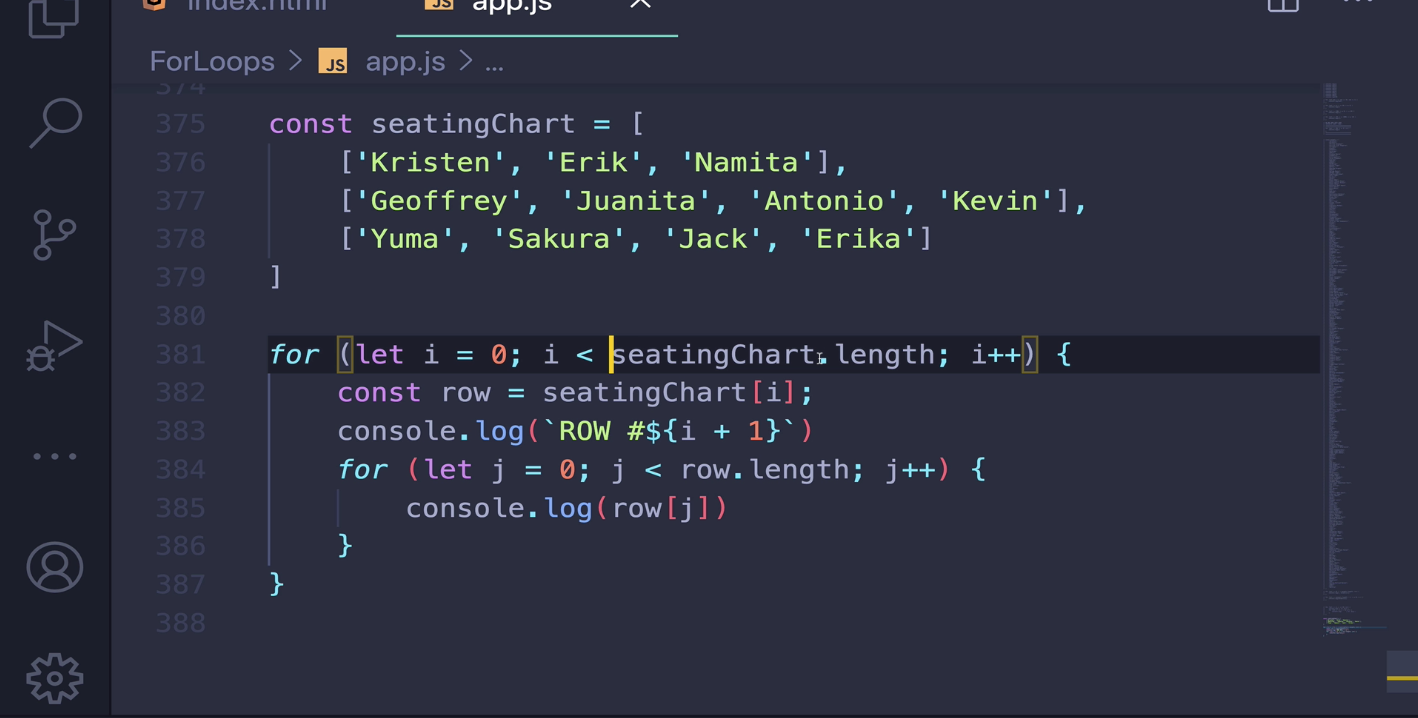 index.html JS app.js
ForLoops > JS app.js > ...
374
375 const seatingChart = [
376     ['Kristen', 'Erik', 'Namita'],
377     ['Geoffrey', 'Juanita', 'Antonio', 'Kevin'],
378     ['Yuma', 'Sakura', 'Jack', 'Erika']
379 ]
380
381 for (let i = 0; i < seatingChart.length; i++) {
382     const row = seatingChart[i];
383     console.log(`ROW #${i + 1}`)
384     for (let j = 0; j < row.length; j++) {
385         console.log(row[j])
386     }
387 }
388